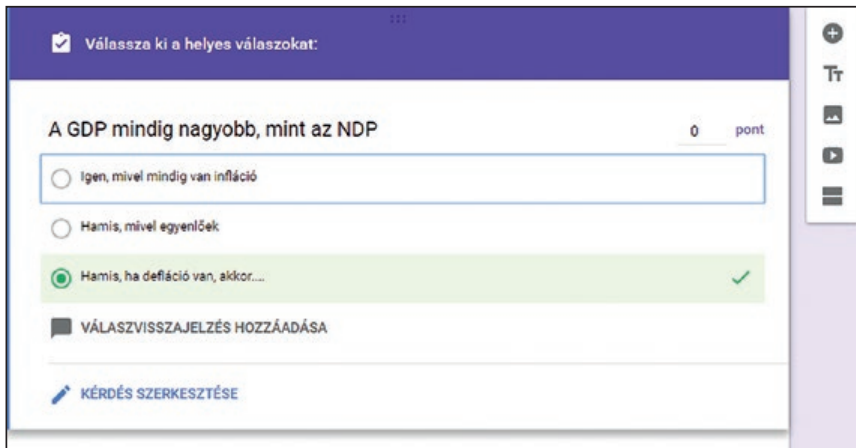 Válassza ki a helyes válaszokat:
A GDP mindig nagyobb, mint az NDP
0 pont
Igen, mivel mindig van infláció
Hamis, mivel egyenlőek
Hamis, ha defláció van, akkor....
VÁLASZVISSZAJELZÉS HOZZÁADÁSA
KÉRDÉS SZERKESZTÉSE
Tт